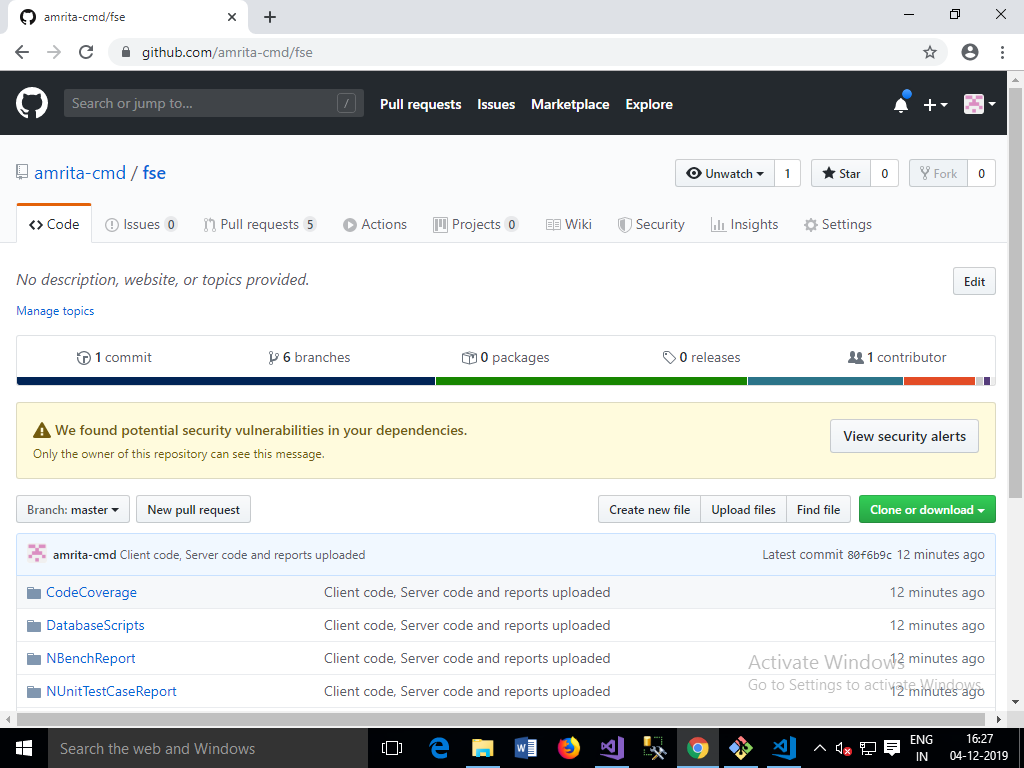 amrita-cmd/fse
github.com/amrita-cmd/fse
Search or jump to...
/
Pull requests Issues Marketplace Explore
amrita-cmd / fse
Unwatch 1 Star 0 Fork 0
Code Issues 0 Pull requests 5 Actions Projects 0 Wiki Security Insights Settings
No description, website, or topics provided.
Edit
Manage topics
1 commit 6 branches 0 packages 0 releases 1 contributor
We found potential security vulnerabilities in your dependencies.
Only the owner of this repository can see this message.
View security alerts
Branch: master New pull request Create new file Upload files Find file Clone or download
amrita-cmd Client code, Server code and reports uploaded Latest commit 80f6b9c 12 minutes ago
CodeCoverage Client code, Server code and reports uploaded 12 minutes ago
DatabaseScripts Client code, Server code and reports uploaded 12 minutes ago
NBenchReport Client code, Server code and reports uploaded 12 minutes ago
NUnitTestCaseReport Client code, Server code and reports uploaded 12 minutes ago
Activate Windows
Go to Settings to activate Windows.
Search the web and Windows
ENG
IN
16:27
04-12-2019